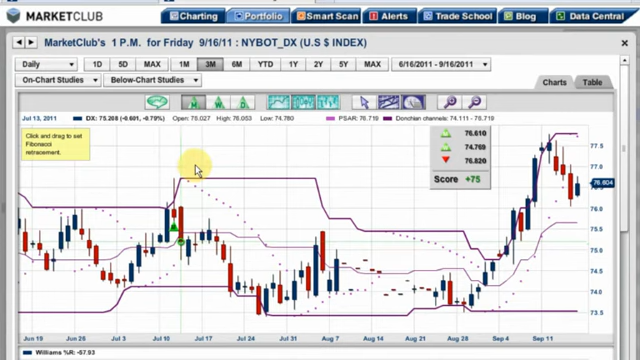 MARKETCLUB Charting Portfolio Smart Scan Alerts Trade School Blog Data Central
MarketClub's 1 P.M. for Friday 9/16/11 : NYBOT_DX (U.S $ INDEX)
Daily 1D 5D MAX 1M 3M 6M YTD 1Y 2Y 5Y MAX 6/16/2011 - 9/16/2011
On-Chart Studies Below-Chart Studies
Charts Table
M W D
Jul 13, 2011 DX: 75.208 (-0.601, -0.79%) Open: 75.027 High: 76.053 Low: 74.780 PSAR: 76.719 Donchian channels: 74.111 - 76.719
Click and drag to set
Fibonacci
retracement.
76.610
74.769
76.820
Score +75
77.5
76.604
76.0
75.5
75.0
74.5
74.0
73.5
Jun 19 Jun 28 Jul 3 Jul 12 Jul 17 Jul 24 Jul 31 Aug 7 Aug 14 Aug 21 Aug 28 Sep 4 Sep 11
Williams %R: -57.93